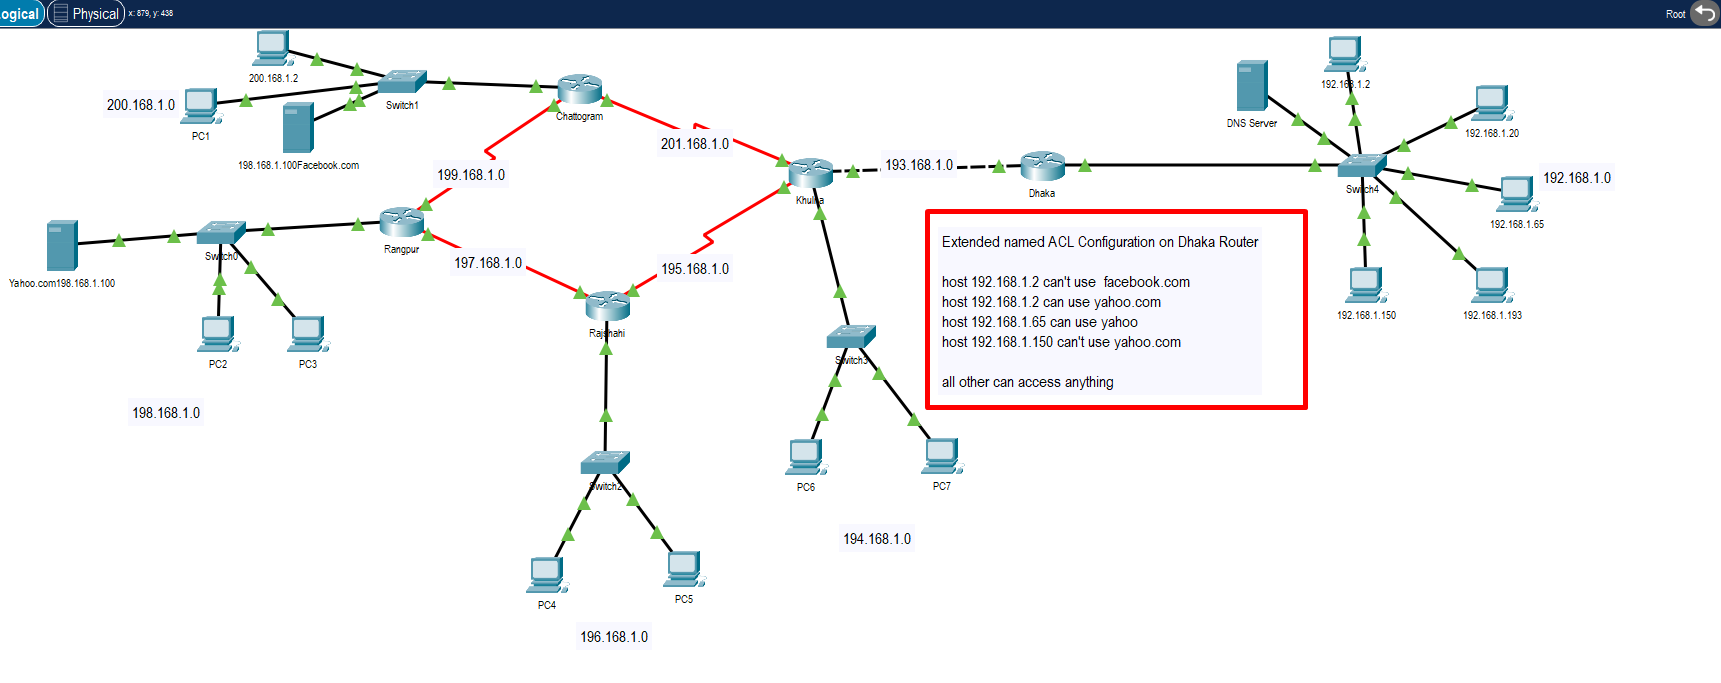 ogical
Physical
x: 879, y: 438
Root
200.168.1.2
200.168.1.0
PC1
Switch1
198.168.1.100Facebook.com
Chattogram
201.168.1.0
199.168.1.0
Khulna
193.168.1.0
Dhaka
DNS Server
192.168.1.2
192.168.1.20
Switch4
192.168.1.0
192.168.1.65
192.168.1.150
192.168.1.193
Yahoo.com198.168.1.100
Switch0
Rangpur
197.168.1.0
195.168.1.0
PC2
PC3
198.168.1.0
Rajshahi
Switch3
Extended named ACL Configuration on Dhaka Router
host 192.168.1.2 can't use  facebook.com
host 192.168.1.2 can use yahoo.com
host 192.168.1.65 can use yahoo
host 192.168.1.150 can't use yahoo.com
all other can access anything
Switch2
PC6
PC7
194.168.1.0
PC4
PC5
196.168.1.0